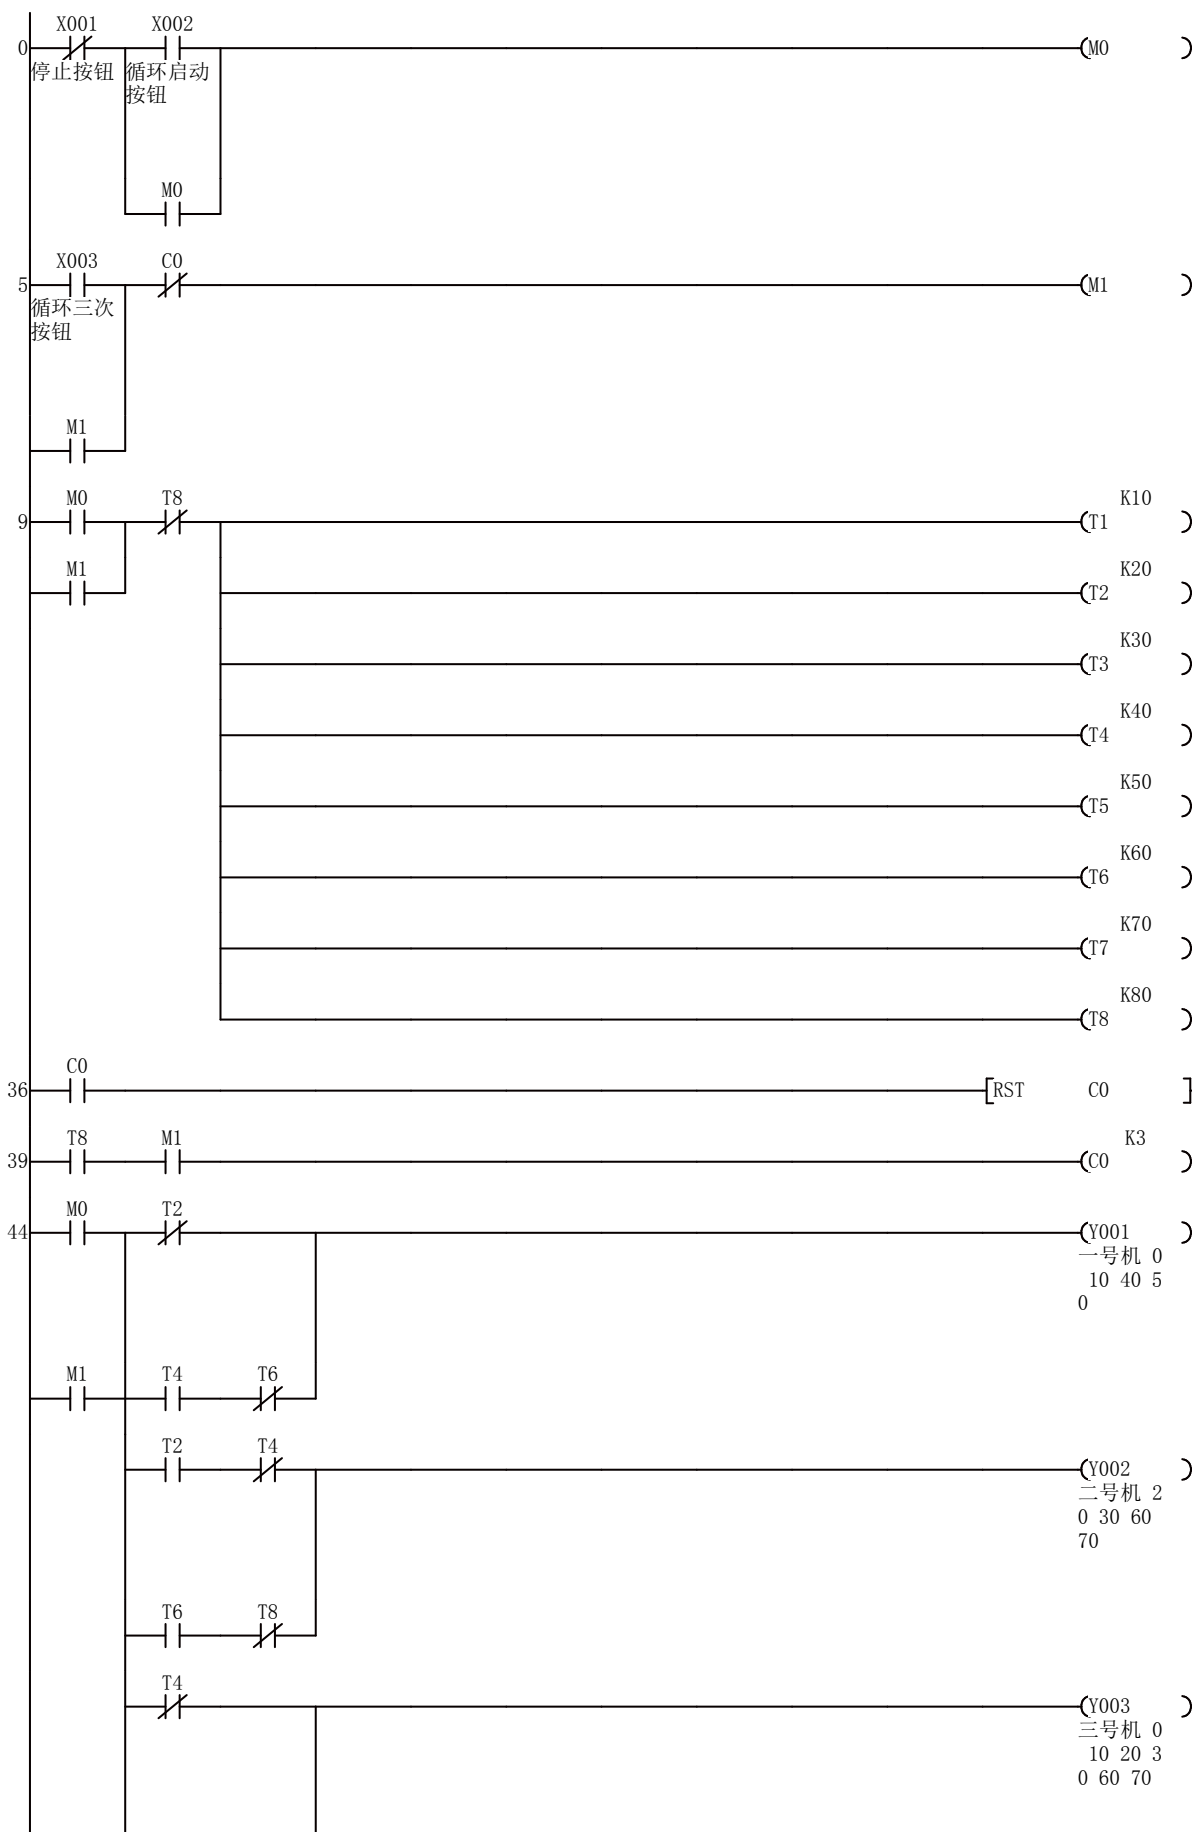 X001 X002
0 M0
停止按钮 循环启动
按钮
M0
X003 C0
5 M1
循环三次
按钮
M1
M0 T8 K10
9 T1
M1 K20
T2
K30
T3
K40
T4
K50
T5
K60
T6
K70
T7
K80
T8
C0
36 RST C0
T8 M1 K3
39 C0
M0 T2
44 Y001
一号机 0
10 40 5
0
M1 T4 T6
T2 T4
Y002
二号机 2
0 30 60
70
T6 T8
T4
Y003
三号机 0
10 20 3
0 60 70